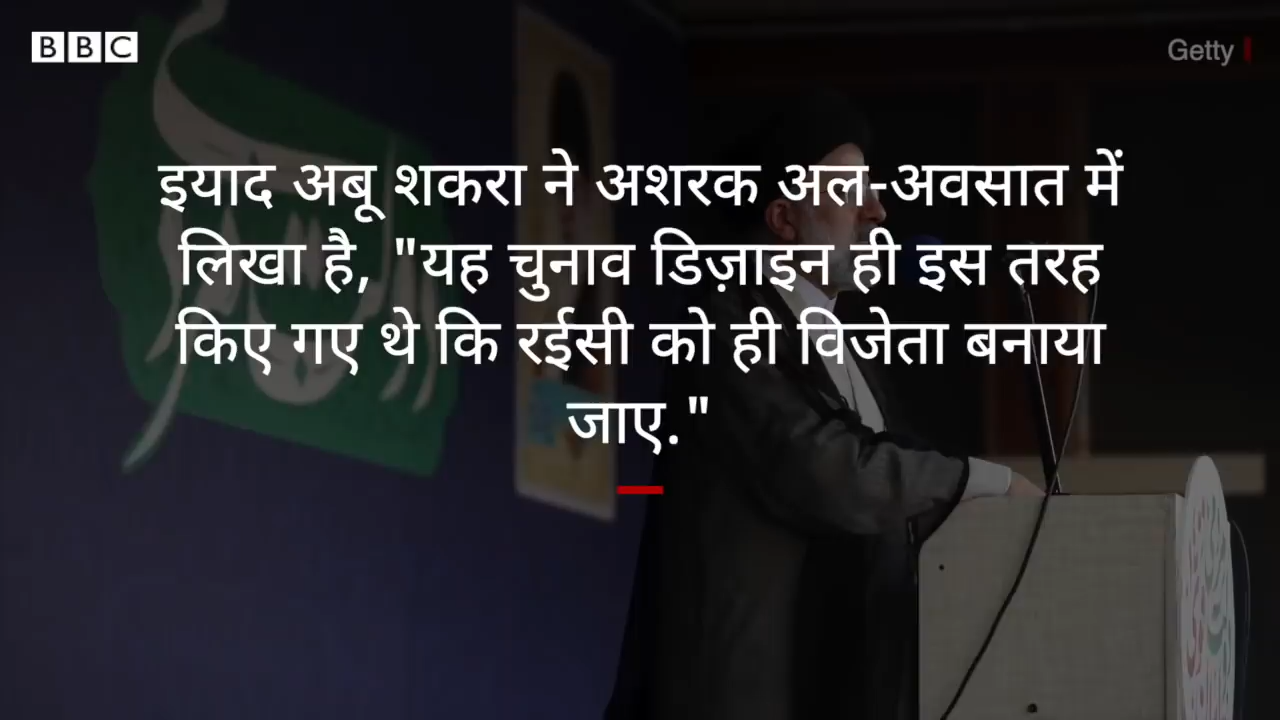 BBC
Getty
इयाद अबू शकरा ने अशरक अल-अवसात में
लिखा है, "यह चुनाव डिज़ाइन ही इस तरह
किए गए थे कि रईसी को ही विजेता बनाया
जाए."